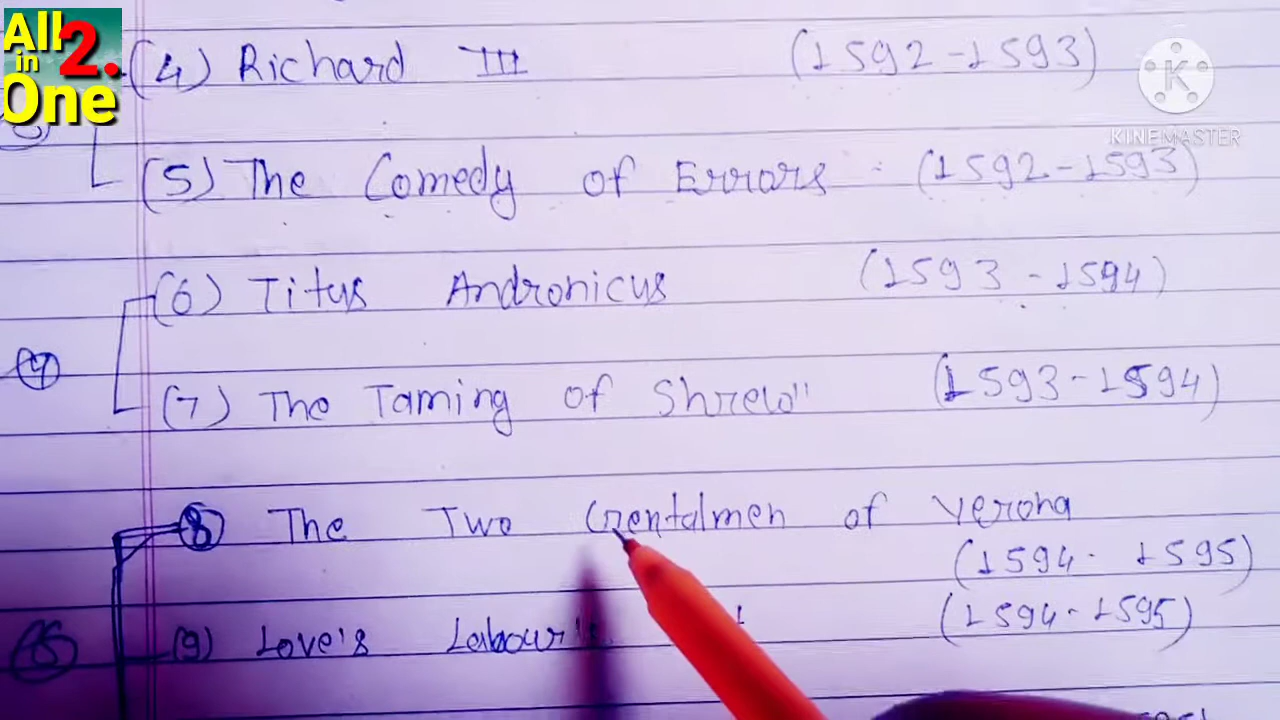 All 2.
in
One
KINEMASTER
(4) Richard III (1592-1593)
(5) The Comedy of Errors (1592-1593)
(6) Titus Andronicus (1593-1594)
(4)
(7) The Taming of Shrew" (1593-1594)
(8) The Two Gentalmen of Verona
(1594- 1595)
(9) Love's Labour's (1594-1595)